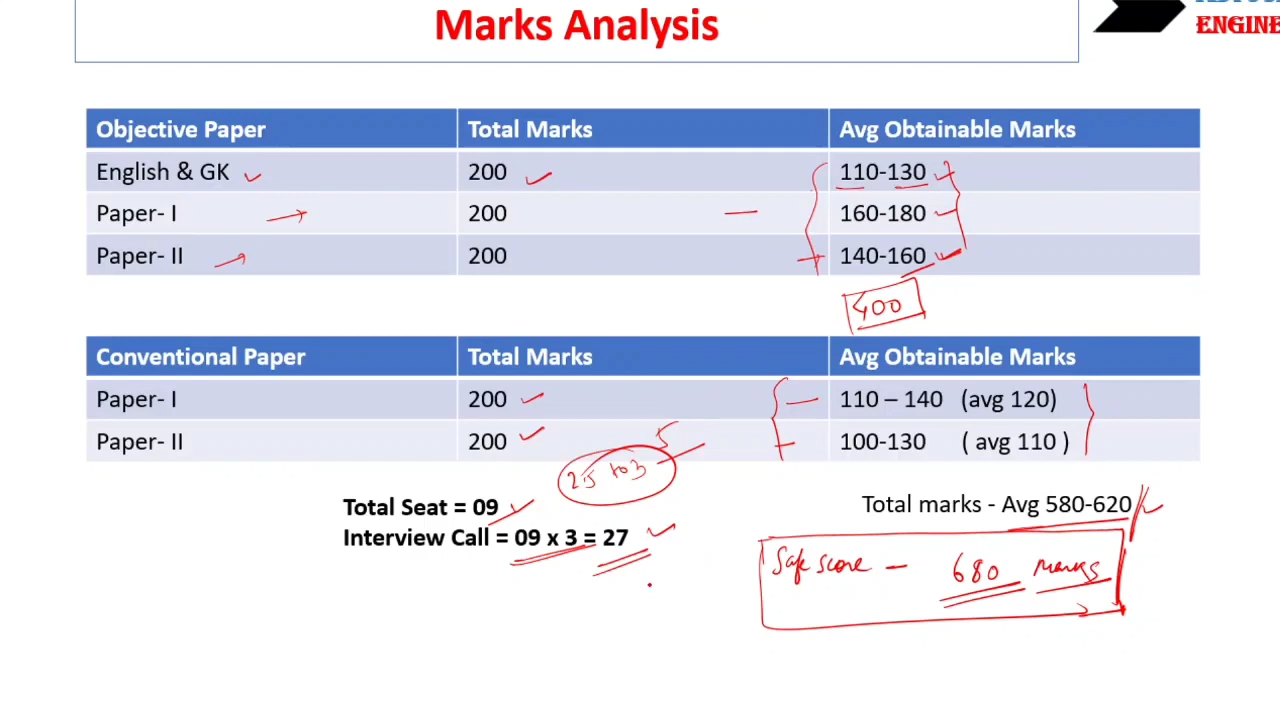 Marks Analysis
ENGINE
Objective Paper Total Marks Avg Obtainable Marks
English & GK 200 110-130
Paper- I 200 160-180
Paper- II 200 140-160
400
Conventional Paper Total Marks Avg Obtainable Marks
Paper- I 200 110 – 140 (avg 120)
Paper- II 200 100-130 ( avg 110 )
5
to 3
Total Seat = 09
Interview Call = 09 x 3 = 27
Total marks - Avg 580-620
Safe score – 680 marks